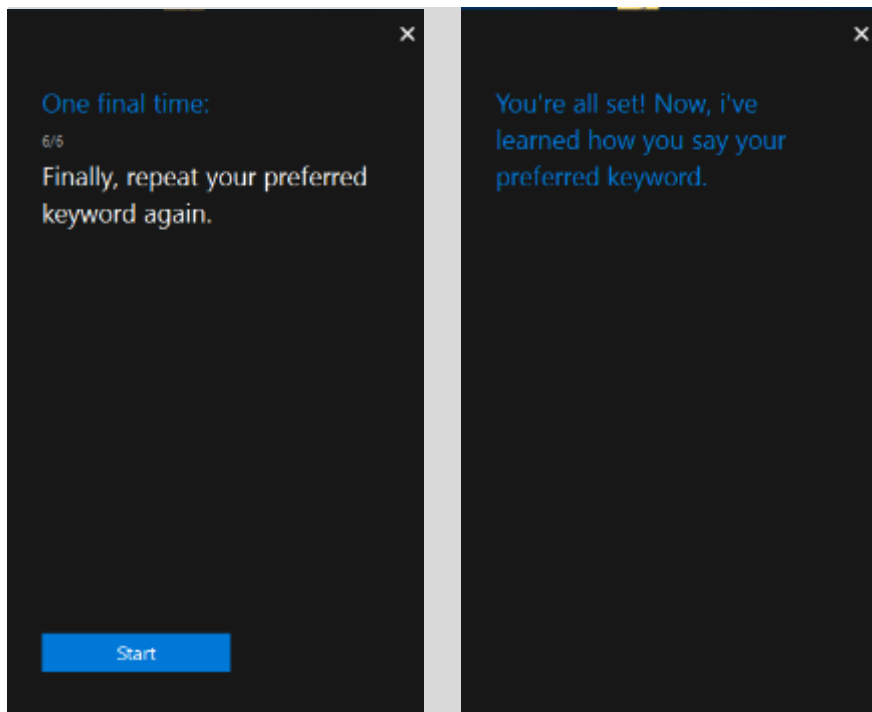 One final time:
6/6
Finally, repeat your preferred
keyword again.
Start
You're all set! Now, i've
learned how you say your
preferred keyword.